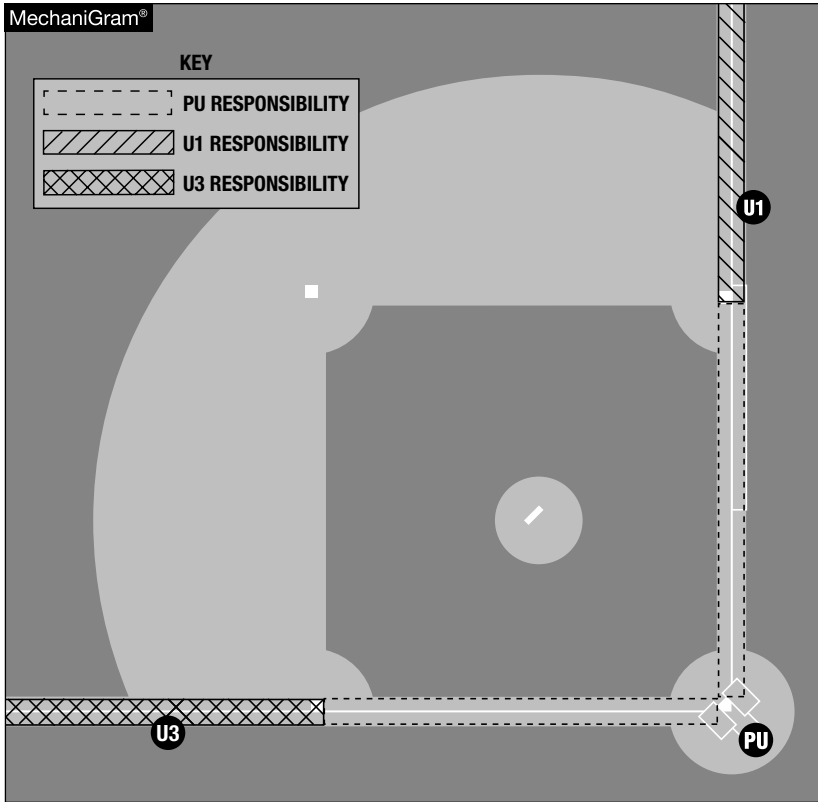 MechaniGram®
KEY
PU RESPONSIBILITY
U1 RESPONSIBILITY
U3 RESPONSIBILITY
U1
U3
PU